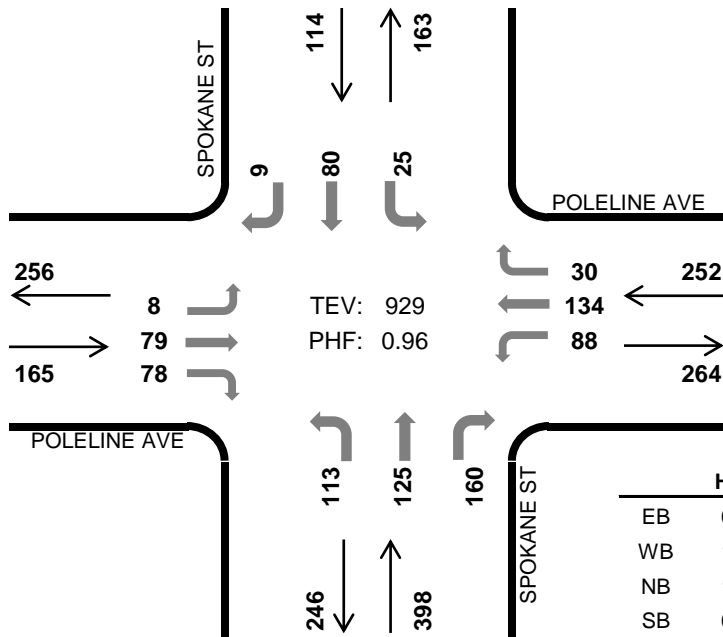 114 163
SPOKANE ST
9 80 25
POLELINE AVE
256
8
79
78
165
TEV: 929
PHF: 0.96
30
134
88
252
264
POLELINE AVE
113 125 160
SPOKANE ST
246 398
EB
WB
NB
SB